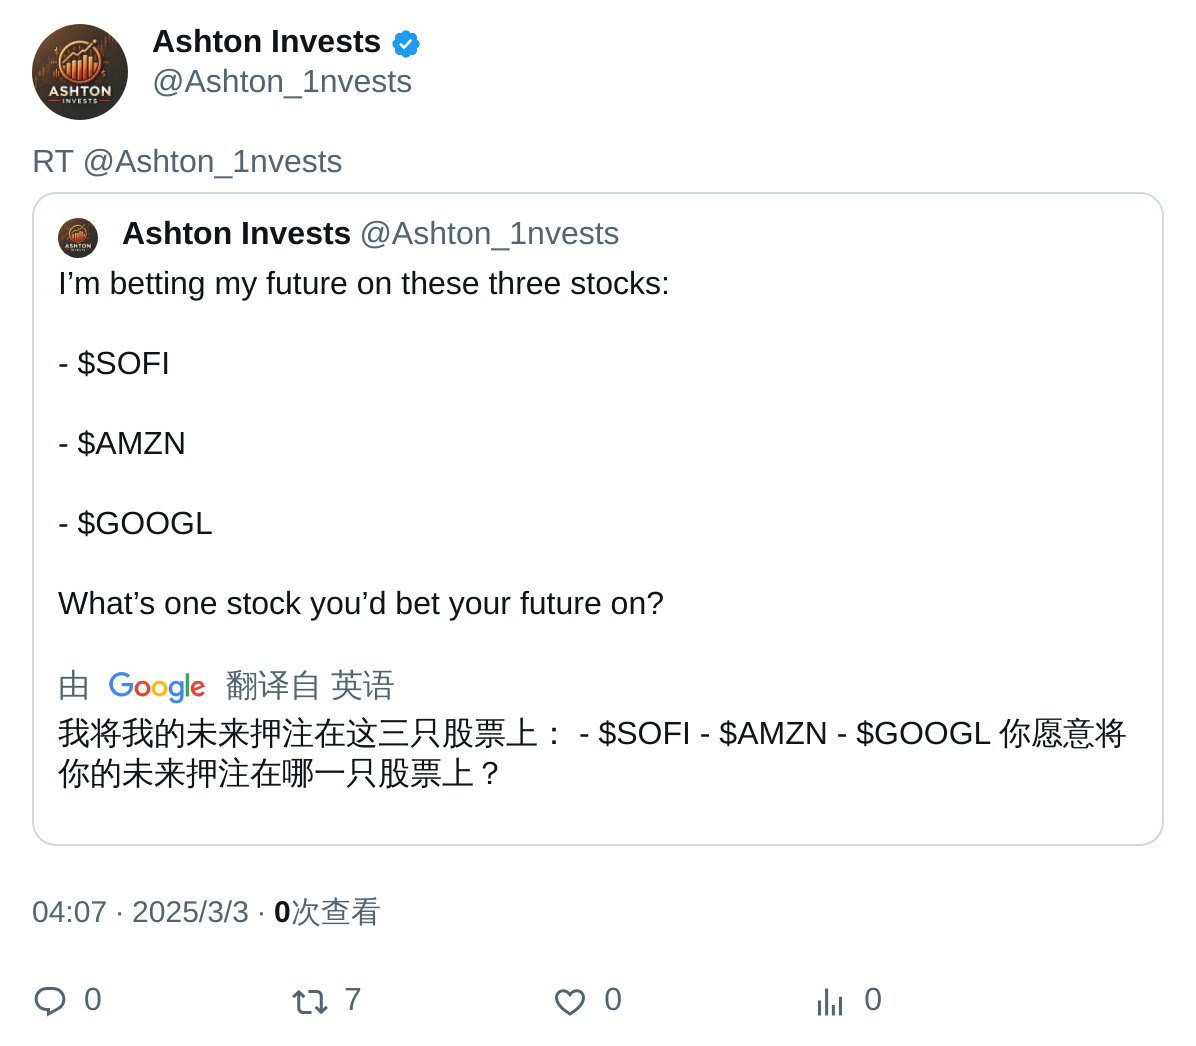 Ashton Invests
@Ashton_1nvests
ASHTON
INVESTS
RT @Ashton_1nvests
Ashton Invests @Ashton_1nvests
ASHTON
I’m betting my future on these three stocks:
- $SOFI
- $AMZN
- $GOOGL
What’s one stock you’d bet your future on?
由 Google 翻译自 英语
我将我的未来押注在这三只股票上： - $SOFI - $AMZN - $GOOGL 你愿意将
你的未来押注在哪一只股票上？
04:07 · 2025/3/3 · 0次查看
0 7 0 0